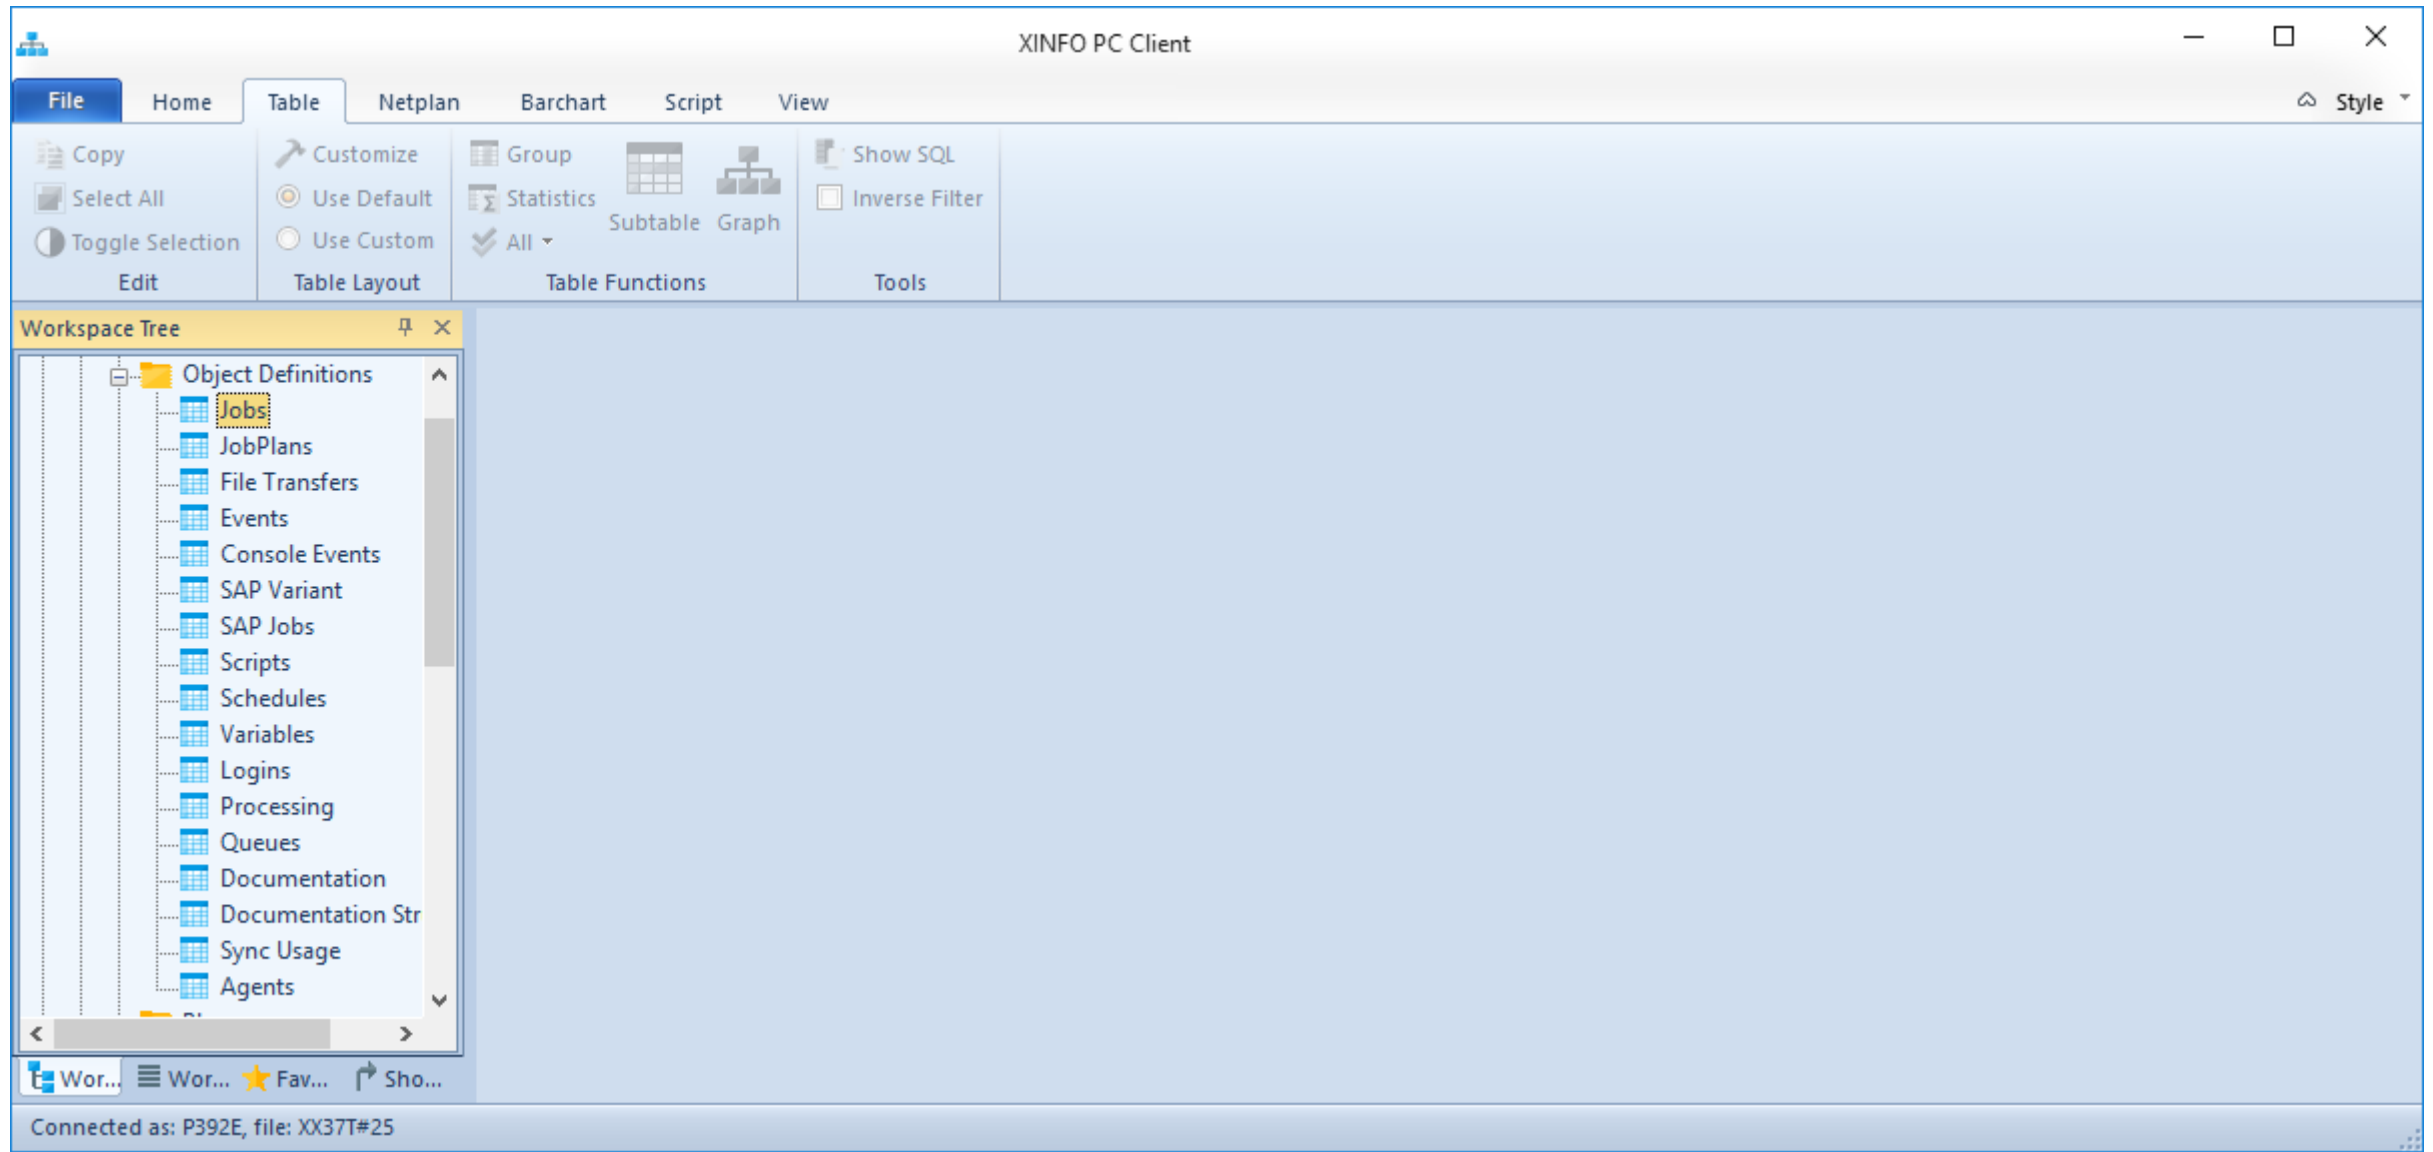 XINFO PC Client
File Home Table Netplan Barchart Script View Style
Copy Customize Group Show SQL
Select All Use Default Statistics Subtable Graph Inverse Filter
Toggle Selection Use Custom All
Edit Table Layout Table Functions Tools
Workspace Tree
Object Definitions
Jobs
JobPlans
File Transfers
Events
Console Events
SAP Variant
SAP Jobs
Scripts
Schedules
Variables
Logins
Processing
Queues
Documentation
Documentation Str
Sync Usage
Agents
Wor... Wor... Fav... Sho...
Connected as: P392E, file: XX37T#25